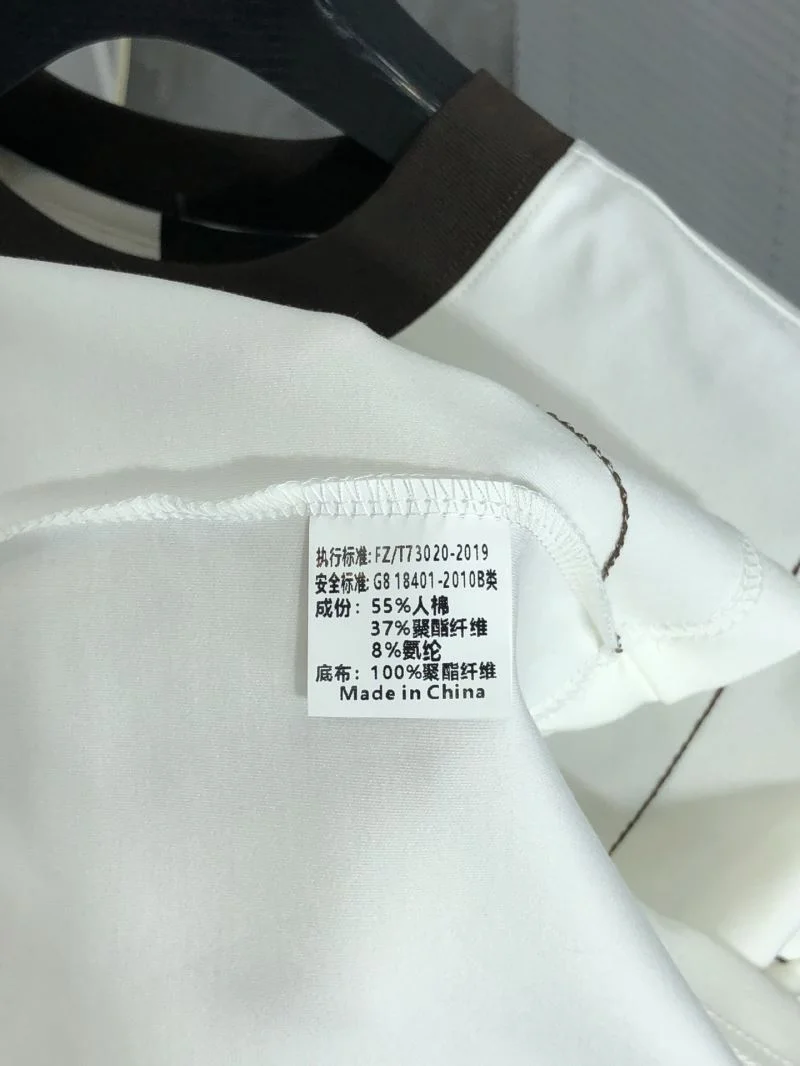 执行标准: FZ/T73020-2019
安全标准: G8 18401-2010B类
成份: 55%人棉
37%聚酯纤维
8%氨纶
底布: 100%聚酯纤维
Made in China